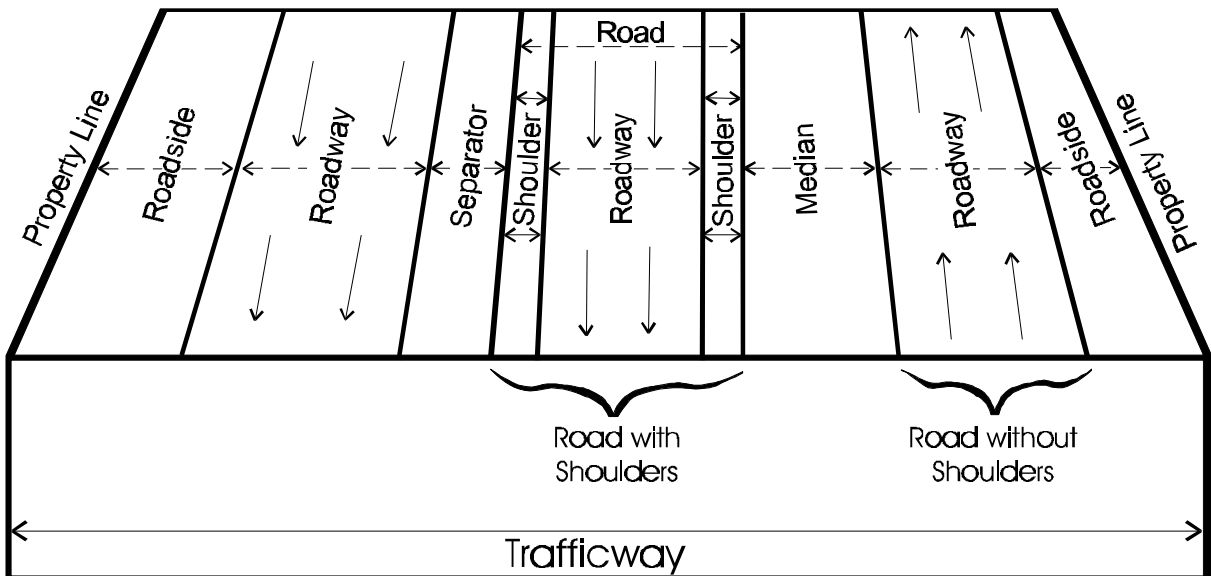 Road
Property Line
Roadside
Roadway
Separator
Shoulder
Roadway
Shoulder
Median
Roadway
Roadside
Property Line
Road with
Shoulders
Road without
Shoulders
Trafficway